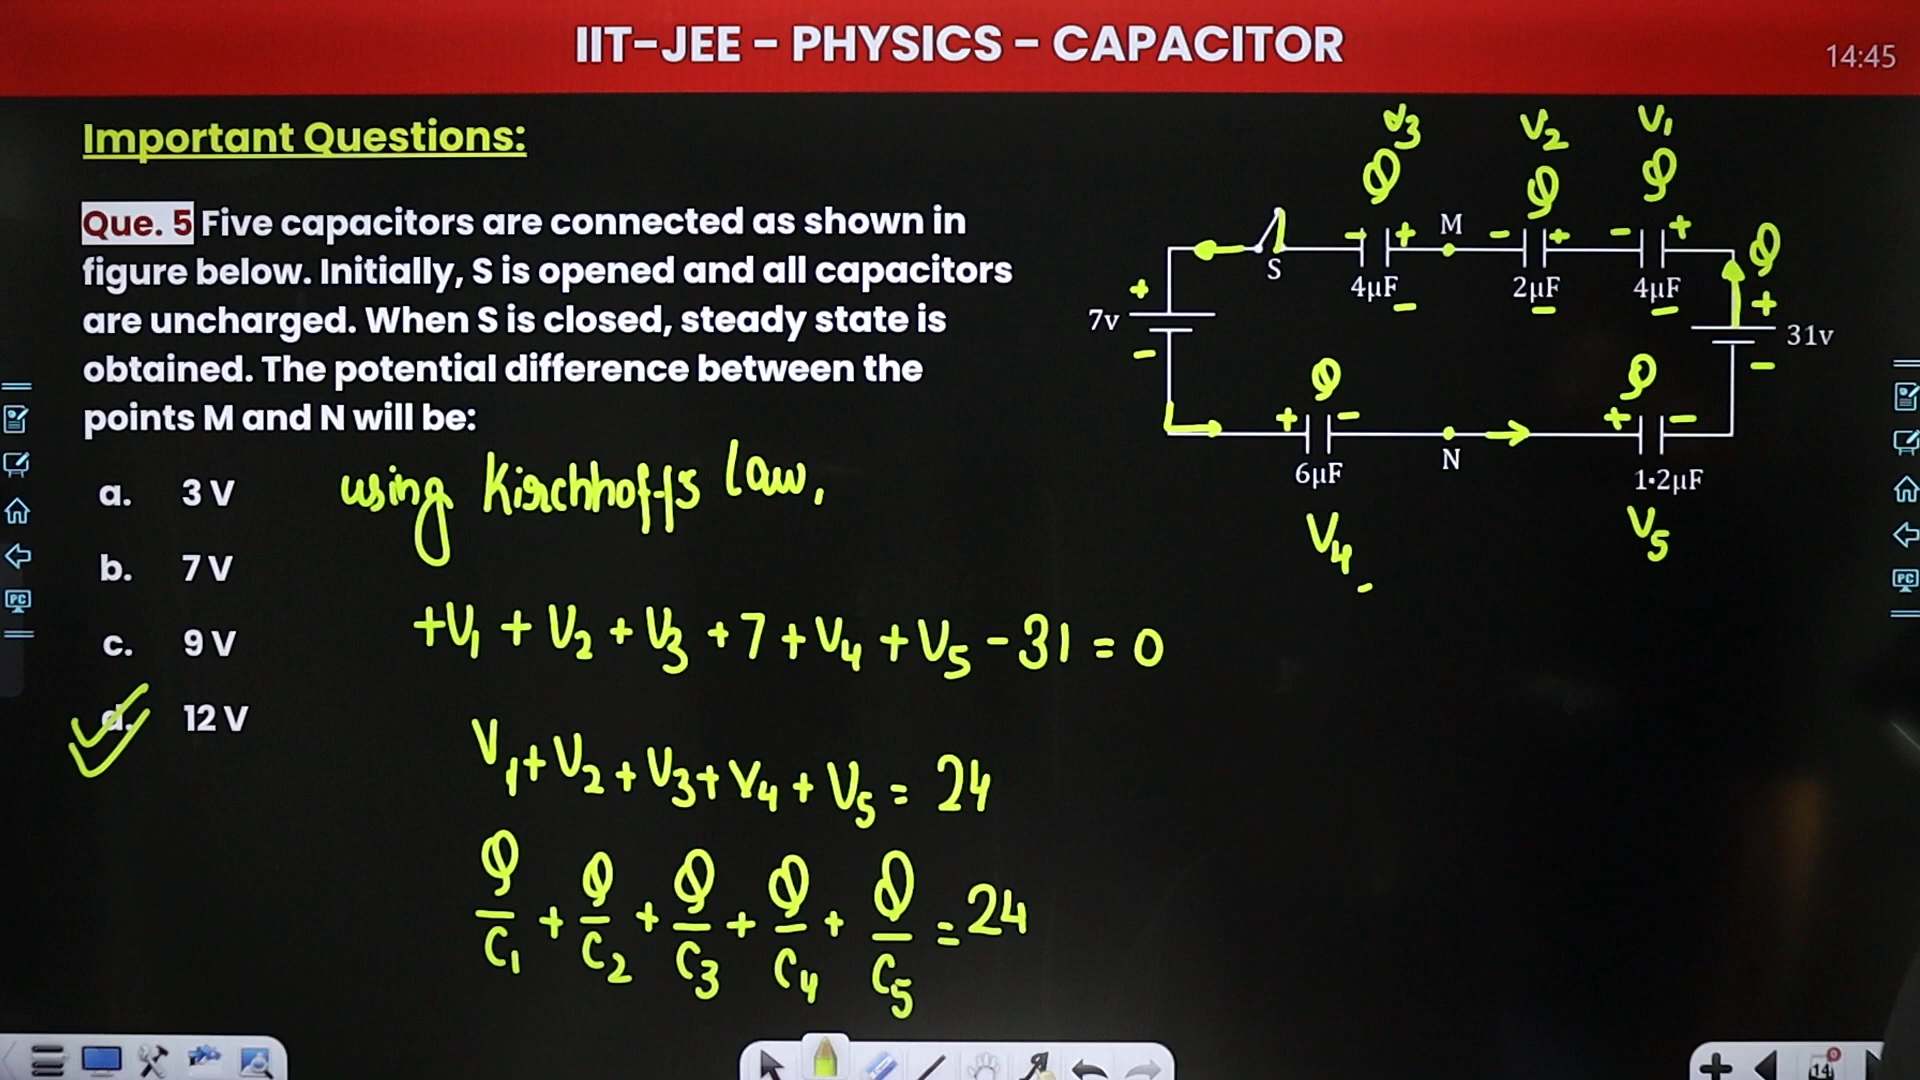 IIT-JEE - PHYSICS - CAPACITOR
14:45
Important Questions:
Que. 5 Five capacitors are connected as shown in
figure below. Initially, S is opened and all capacitors
are uncharged. When S is closed, steady state is
obtained. The potential difference between the
points M and N will be:
a. 3 V
b. 7 V
c. 9 V
d. 12 V
V3 V2 V1
Q Q Q
- + M - + - + Q
S 4μF 2μF 4μF
- - -
+ 7v -
+ 31v -
Q Q
+ - + -
6μF N 1·2μF
V4 V5
using Kirchhoff's law,
+V1 + V2 + V3 + 7 + V4 + V5 - 31 = 0
V1 + V2 + V3 + V4 + V5 = 24
Q/C1 + Q/C2 + Q/C3 + Q/C4 + Q/C5 = 24
PC
PC
14